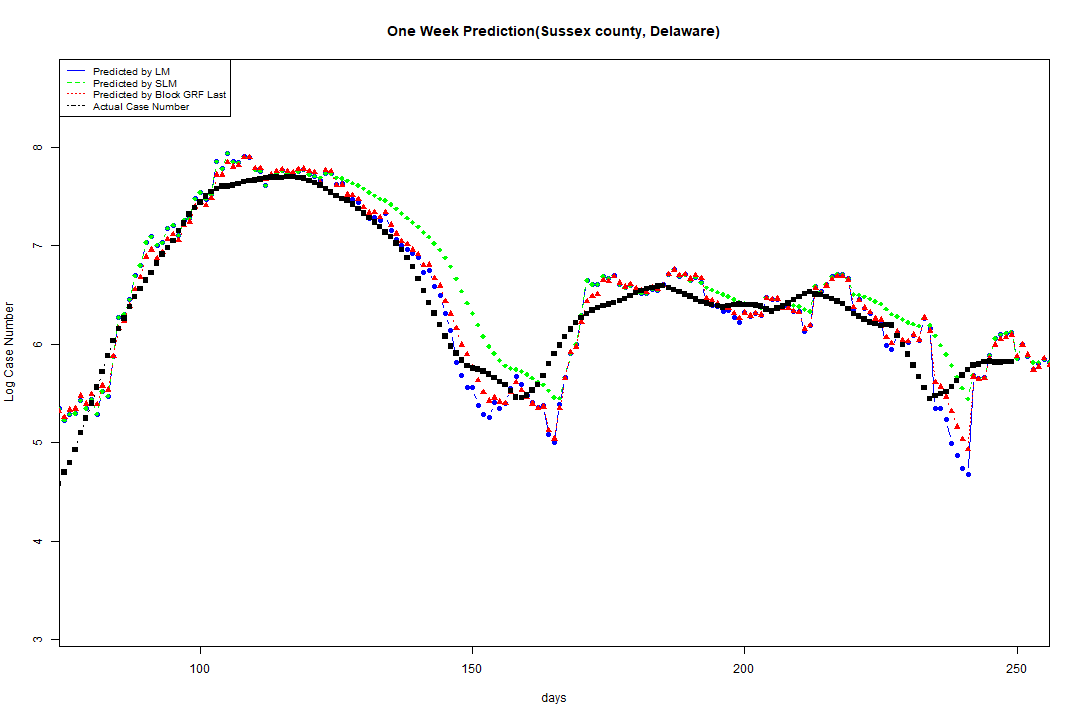 One Week Prediction(Sussex county, Delaware)
Predicted by LM
Predicted by SLM
Predicted by Block GRF Last
Actual Case Number
8
7
6
5
4
3
Log Case Number
100 150 200 250
days